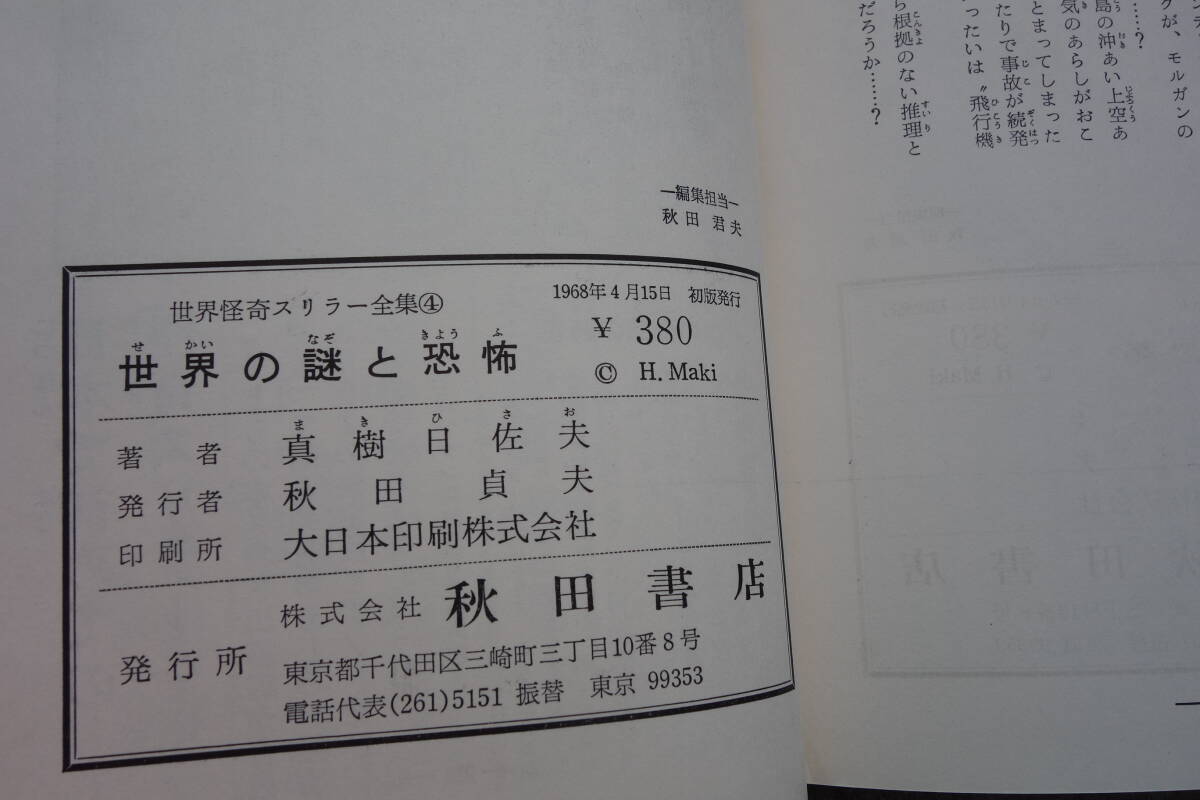 …ゲが、モルガンの
……？
島の沖あい上空あ
気のあらしがおこ
とまってしまった
たりで事故が続発
ったいは〝飛行機
ら根拠のない推理と
だろうか……？
―編集担当―
秋田君夫
世界怪奇スリラー全集④
世界の謎と恐怖
1968年4月15日 初版発行
¥ 380
© H. Maki
著者 真樹日佐夫
発行者 秋田貞夫
印刷所 大日本印刷株式会社
発行所 株式会社 秋田書店
東京都千代田区三崎町三丁目10番8号
電話代表(261)5151 振替 東京 99353